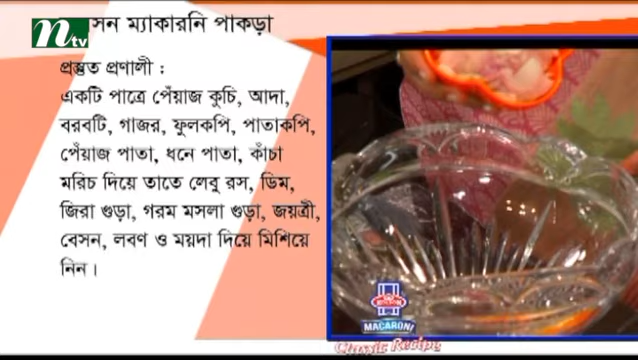 সন ম্যাকারনি পাকড়া
ntv
প্রস্তুত প্রণালী :
একটি পাত্রে পেঁয়াজ কুচি, আদা,
বরবটি, গাজর, ফুলকপি, পাতাকপি,
পেঁয়াজ পাতা, ধনে পাতা, কাঁচা
মরিচ দিয়ে তাতে লেবু রস, ডিম,
জিরা গুড়া, গরম মসলা গুড়া, জয়ত্রী,
বেসন, লবণ ও ময়দা দিয়ে মিশিয়ে
নিন।
MACARONI
Classic Recipe